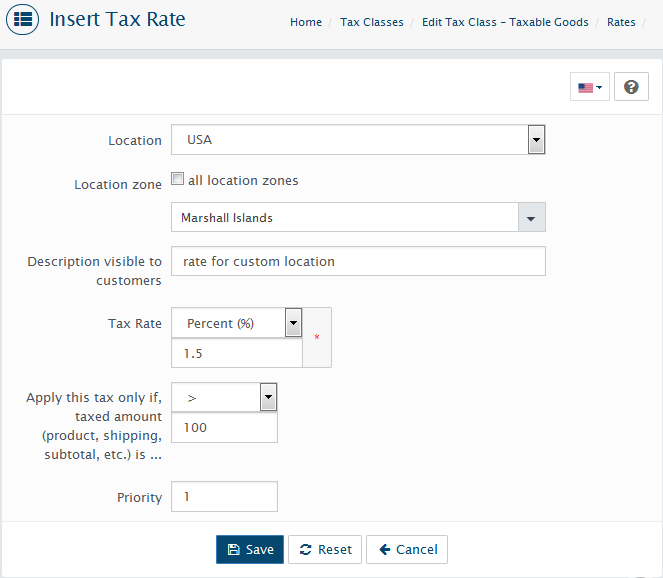 Insert Tax Rate
Home / Tax Classes / Edit Tax Class - Taxable Goods / Rates /
?
Location
USA
Location zone
all location zones
Marshall Islands
Description visible to
customers
rate for custom location
Tax Rate
Percent (%)
*
1.5
Apply this tax only if,
taxed amount
(product, shipping,
subtotal, etc.) is ...
>
100
Priority
1
Save Reset Cancel